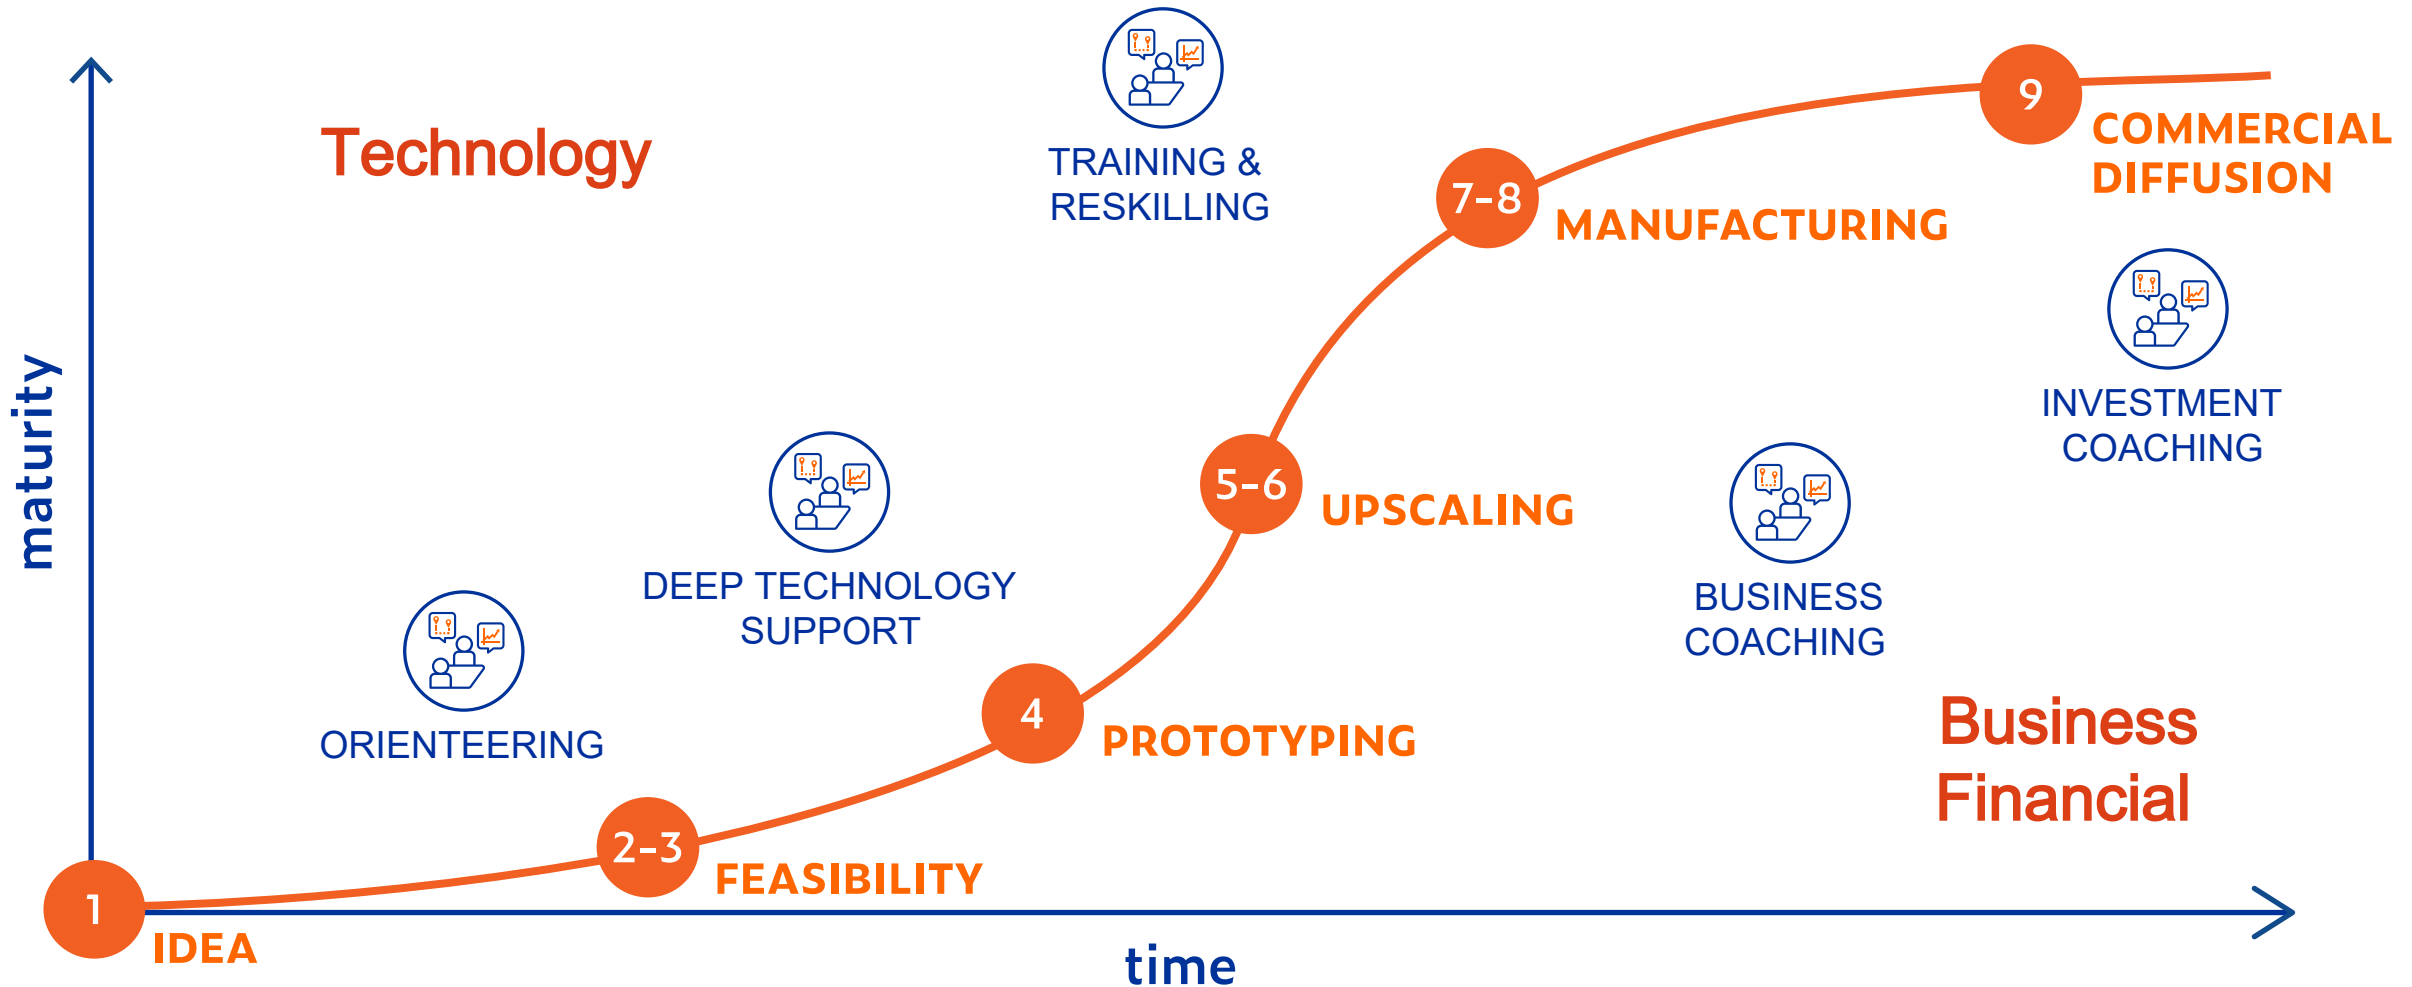 Technology
TRAINING &
RESKILLING
9
COMMERCIAL
DIFFUSION
7-8
MANUFACTURING
INVESTMENT
COACHING
maturity
5-6
UPSCALING
DEEP TECHNOLOGY
SUPPORT
BUSINESS
COACHING
ORIENTEERING
4
PROTOTYPING
Business
Financial
2-3
FEASIBILITY
1
IDEA
time